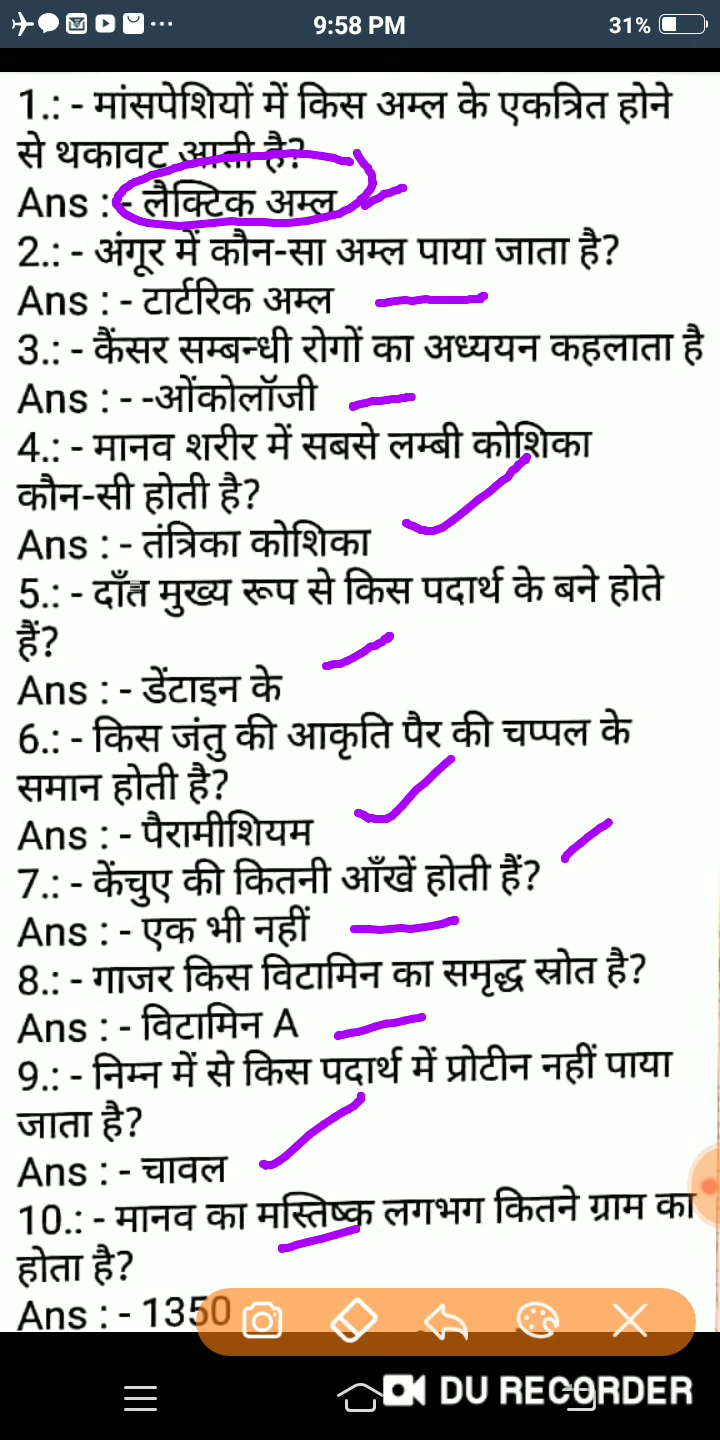 9:58 PM 31%
1.: - मांसपेशियों में किस अम्ल के एकत्रित होने
से थकावट आती है?
Ans : - लैक्टिक अम्ल
2.: - अंगूर में कौन-सा अम्ल पाया जाता है?
Ans : - टार्टरिक अम्ल
3.: - कैंसर सम्बन्धी रोगों का अध्ययन कहलाता है
Ans : - -ओंकोलॉजी
4.: - मानव शरीर में सबसे लम्बी कोशिका
कौन-सी होती है?
Ans : - तंत्रिका कोशिका
5.: - दाँत मुख्य रूप से किस पदार्थ के बने होते
हैं?
Ans : - डेंटाइन के
6.: - किस जंतु की आकृति पैर की चप्पल के
समान होती है?
Ans : - पैरामीशियम
7.: - केंचुए की कितनी आँखें होती हैं?
Ans : - एक भी नहीं
8.: - गाजर किस विटामिन का समृद्ध स्रोत है?
Ans : - विटामिन A
9.: - निम्न में से किस पदार्थ में प्रोटीन नहीं पाया
जाता है?
Ans : - चावल
10.: - मानव का मस्तिष्क लगभग कितने ग्राम का
होता है?
Ans : - 1350
DU RECORDER